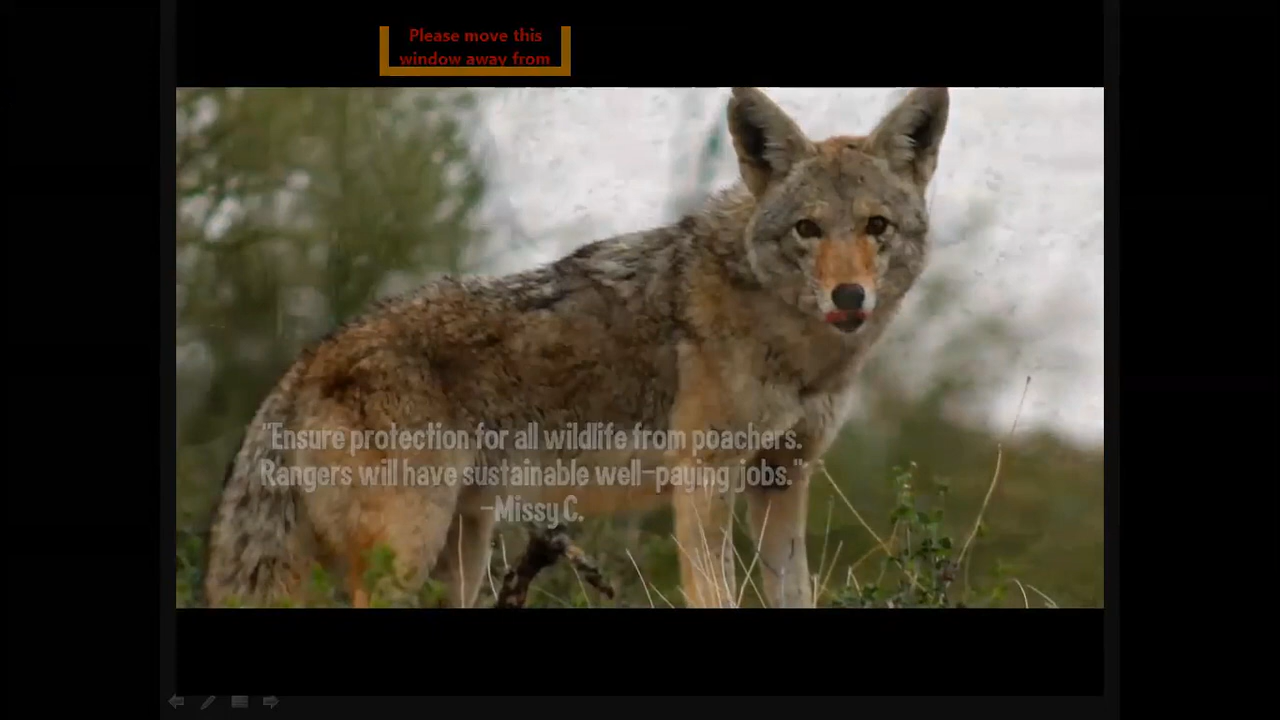 Please move this
window away from
"Ensure protection for all wildlife from poachers.
Rangers will have sustainable well-paying jobs."
-Missy C.